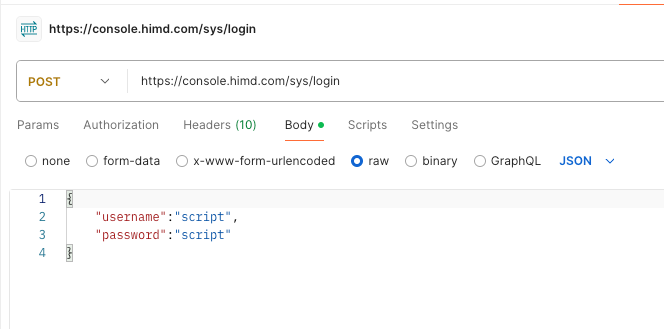 HTTP https://console.himd.com/sys/login
POST https://console.himd.com/sys/login
Params Authorization Headers (10) Body Scripts Settings
none form-data x-www-form-urlencoded raw binary GraphQL JSON
1 {
2 "username":"script",
3 "password":"script"
4 }